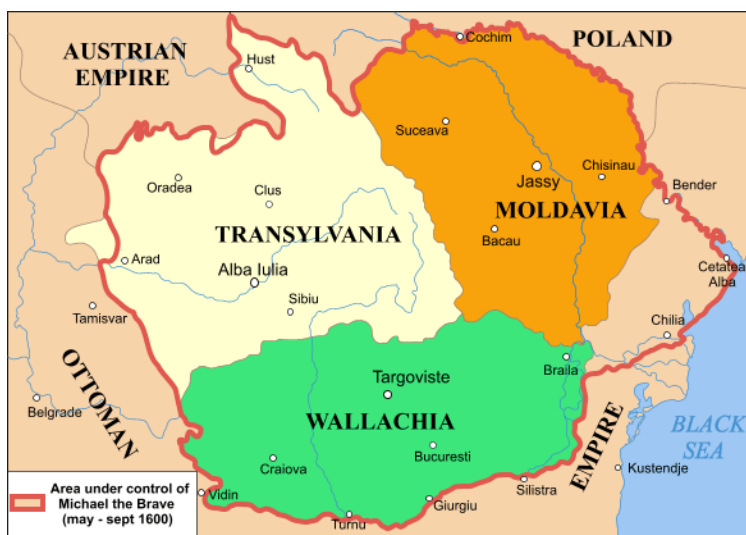 AUSTRIAN
EMPIRE
POLAND
Cochim
Hust
Suceava
Oradea
Clus
Jassy
Chisinau
Bender
MOLDAVIA
TRANSYLVANIA
Bacau
Arad
Alba Iulia
Cetatea
Alba
Sibiu
Tamisvar
Chilia
OTTOMAN
Braila
Targoviste
Belgrade
WALLACHIA
EMPIRE
BLACK
SEA
Bucuresti
Craiova
Kustendje
Silistra
Vidin
Giurgiu
Turnu
Area under control of
Michael the Brave
(may - sept 1600)